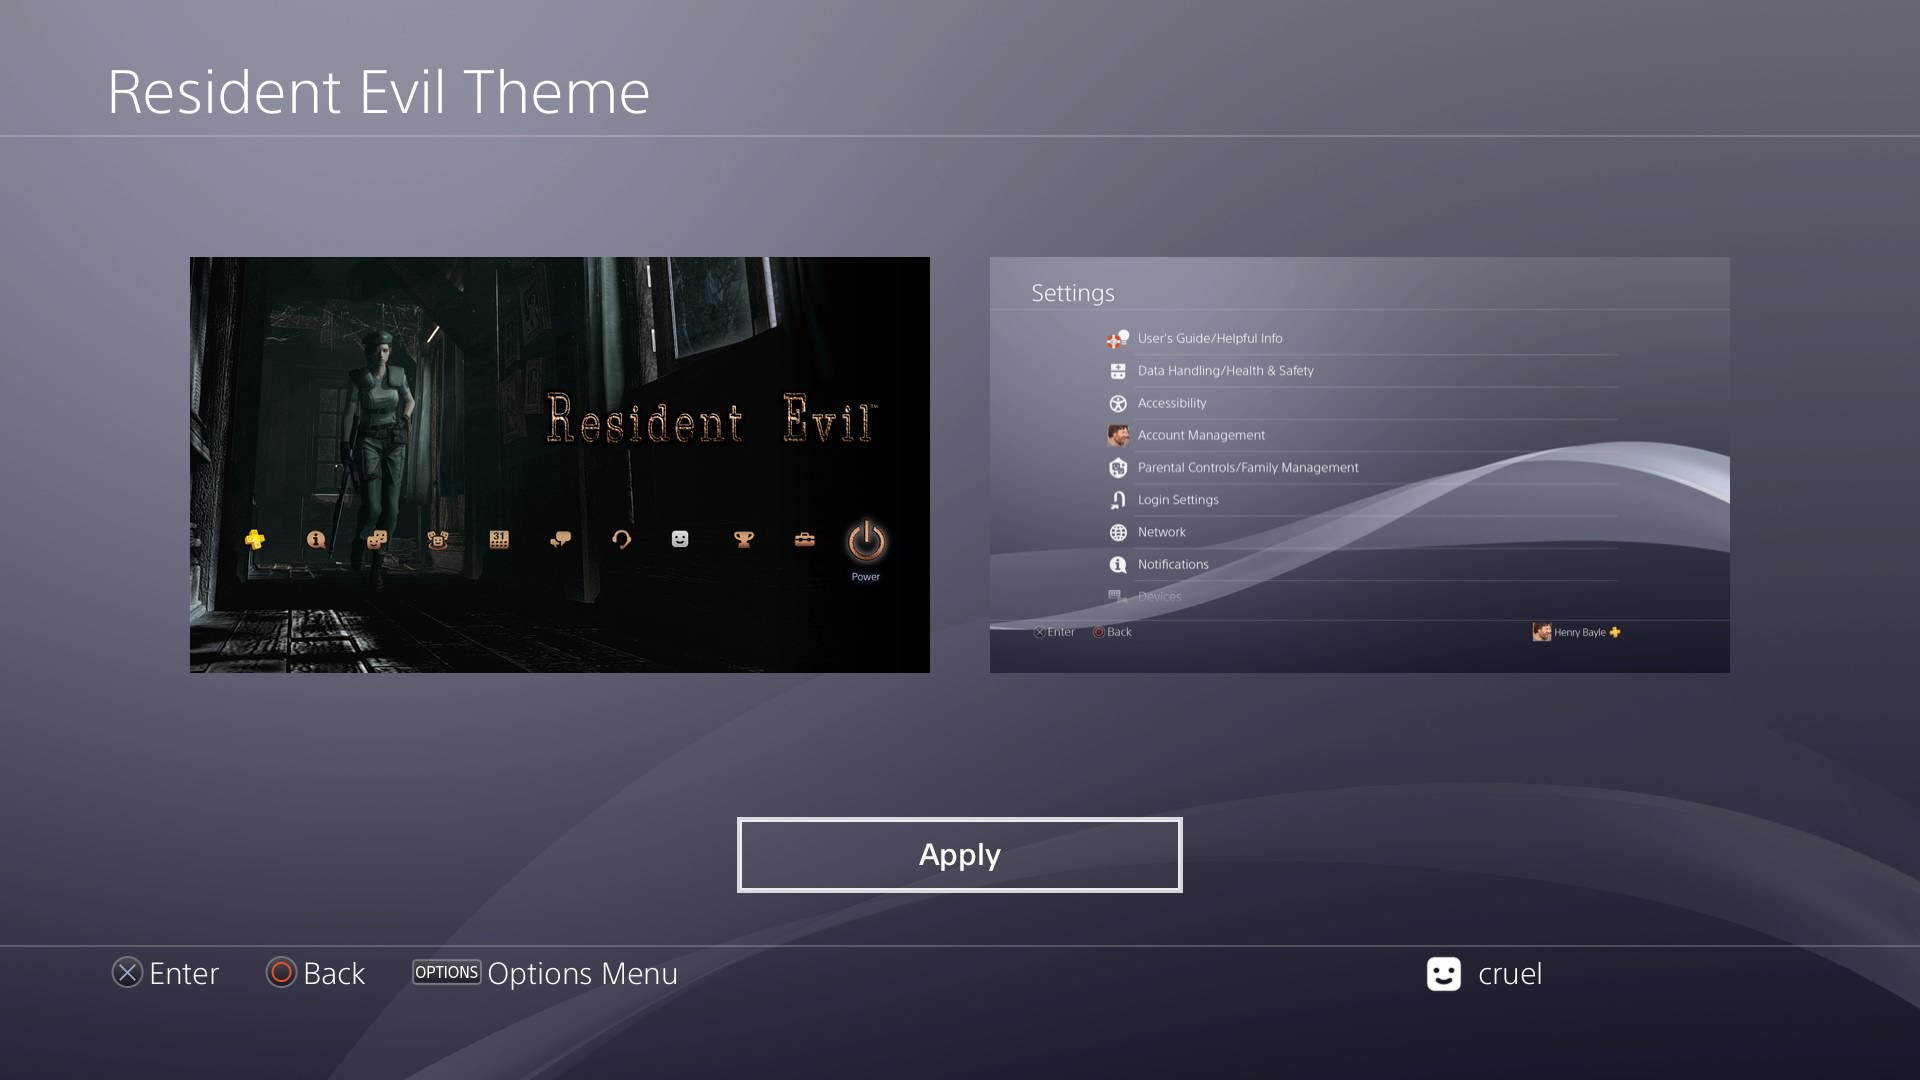 Resident Evil Theme
Resident Evil™
31
Power
Settings
User's Guide/Helpful Info
Data Handling/Health & Safety
Accessibility
Account Management
Parental Controls/Family Management
Login Settings
Network
Notifications
Devices
Enter Back Henry Bayle
Apply
Enter Back OPTIONS Options Menu cruel